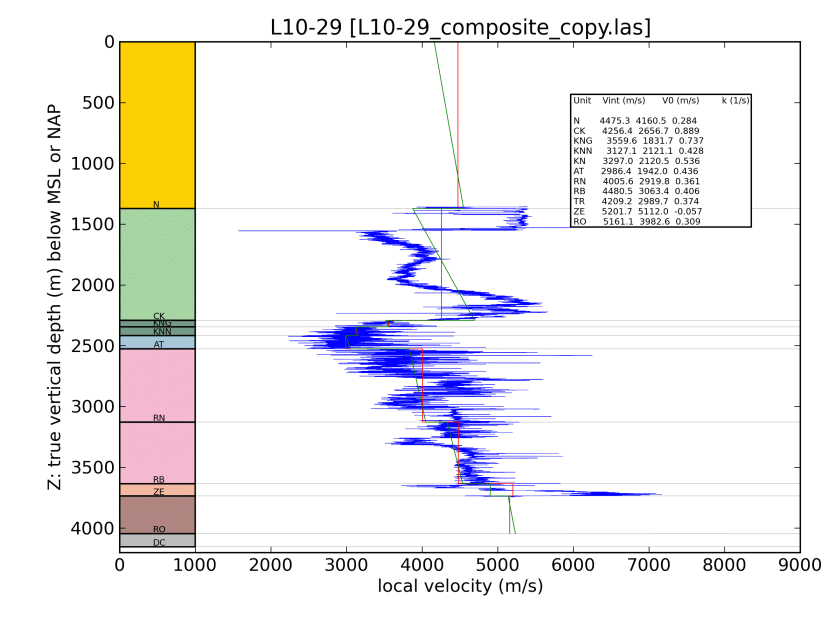 L10-29 [L10-29_composite_copy.las]
Z: true vertical depth (m) below MSL or NAP
0
500
1000
1500
2000
2500
3000
3500
4000
N
CK
KNG
KNN
AT
RN
RB
ZE
RO
DC
Unit Vint (m/s) V0 (m/s) k (1/s)
N 4475.3 4160.5 0.284
CK 4256.4 2656.7 0.889
KNG 3559.6 1831.7 0.737
KNN 3127.1 2121.1 0.428
KN 3297.0 2120.5 0.536
AT 2986.4 1942.0 0.436
RN 4005.6 2919.8 0.361
RB 4480.5 3063.4 0.406
TR 4209.2 2989.7 0.374
ZE 5201.7 5112.0 -0.057
RO 5161.1 3982.6 0.309
0 1000 2000 3000 4000 5000 6000 7000 8000 9000
local velocity (m/s)